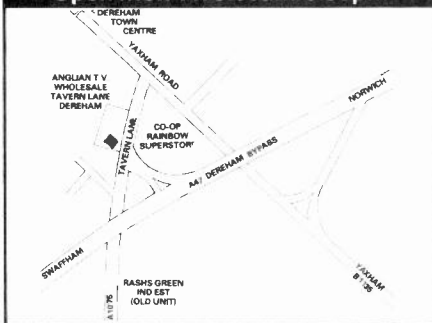 DEREHAM
TOWN
CENTRE
YAXHAM ROAD
ANGLIAN T V
WHOLESALE
TAVERN LANE
DEREHAM
NORWICH
CO-OP
RAINBOW
SUPERSTORE
TAVERN LANE
A47 DEREHAM BYPASS
SWAFFHAM
YAXHAM
B1135
RASHS GREEN
IND EST
(OLD UNIT)
A1075